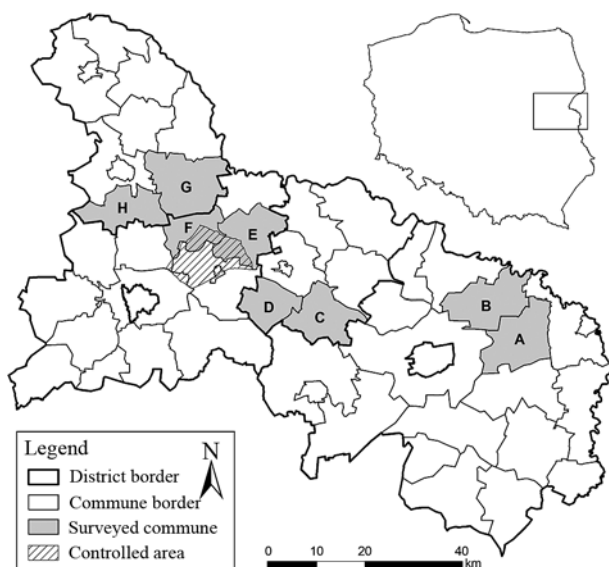 G
H
F
E
D
C
B
A
Legend
N
District border
Commune border
Surveyed commune
Controlled area
0 10 20 40
km